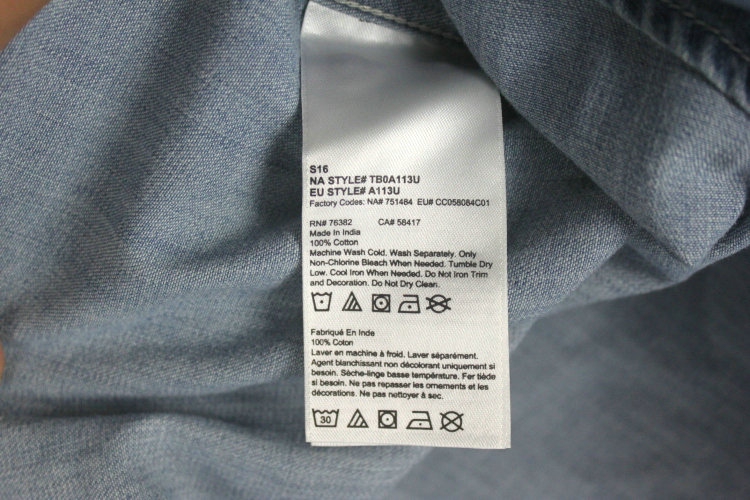 S16
NA STYLE# TB0A113U
EU STYLE# A113U
Factory Codes: NA# 751484 EU# CC058084C01
RN# 76382 CA# 58417
Made In India
100% Cotton
Machine Wash Cold. Wash Separately. Only
Non-Chlorine Bleach When Needed. Tumble Dry
Low. Cool Iron When Needed. Do Not Iron Trim
and Decoration. Do Not Dry Clean.
Fabriqué En Inde
100% Coton
Laver en machine à froid. Laver séparément.
Agent blanchissant non décolorant uniquement si
besoin. Sèche-linge basse température. Fer tiède
si besoin. Ne pas repasser les ornements et les
décorations. Ne pas nettoyer à sec.
30